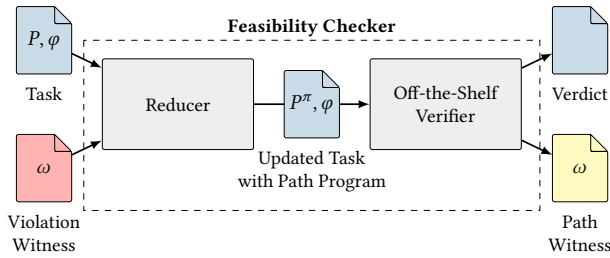 Feasibility Checker
P, φ
Task
Reducer
P^π, φ
Updated Task
with Path Program
Off-the-Shelf
Verifier
Verdict
ω
Violation
Witness
ω
Path
Witness